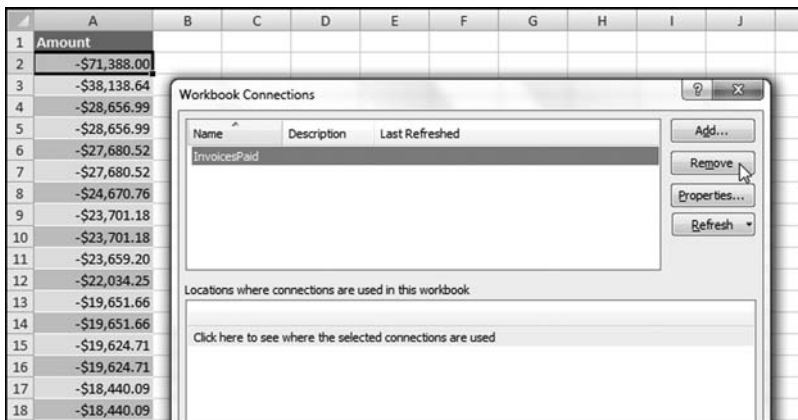 A B C D E F G H I J
1 Amount
2 -$71,388.00
3 -$38,138.64
4 -$28,656.99
5 -$28,656.99
6 -$27,680.52
7 -$27,680.52
8 -$24,670.76
9 -$23,701.18
10 -$23,701.18
11 -$23,659.20
12 -$22,034.25
13 -$19,651.66
14 -$19,651.66
15 -$19,624.71
16 -$19,624.71
17 -$18,440.09
18 -$18,440.09
Workbook Connections
Name Description Last Refreshed
InvoicesPaid
Add...
Remove
Properties...
Refresh
Locations where connections are used in this workbook
Click here to see where the selected connections are used